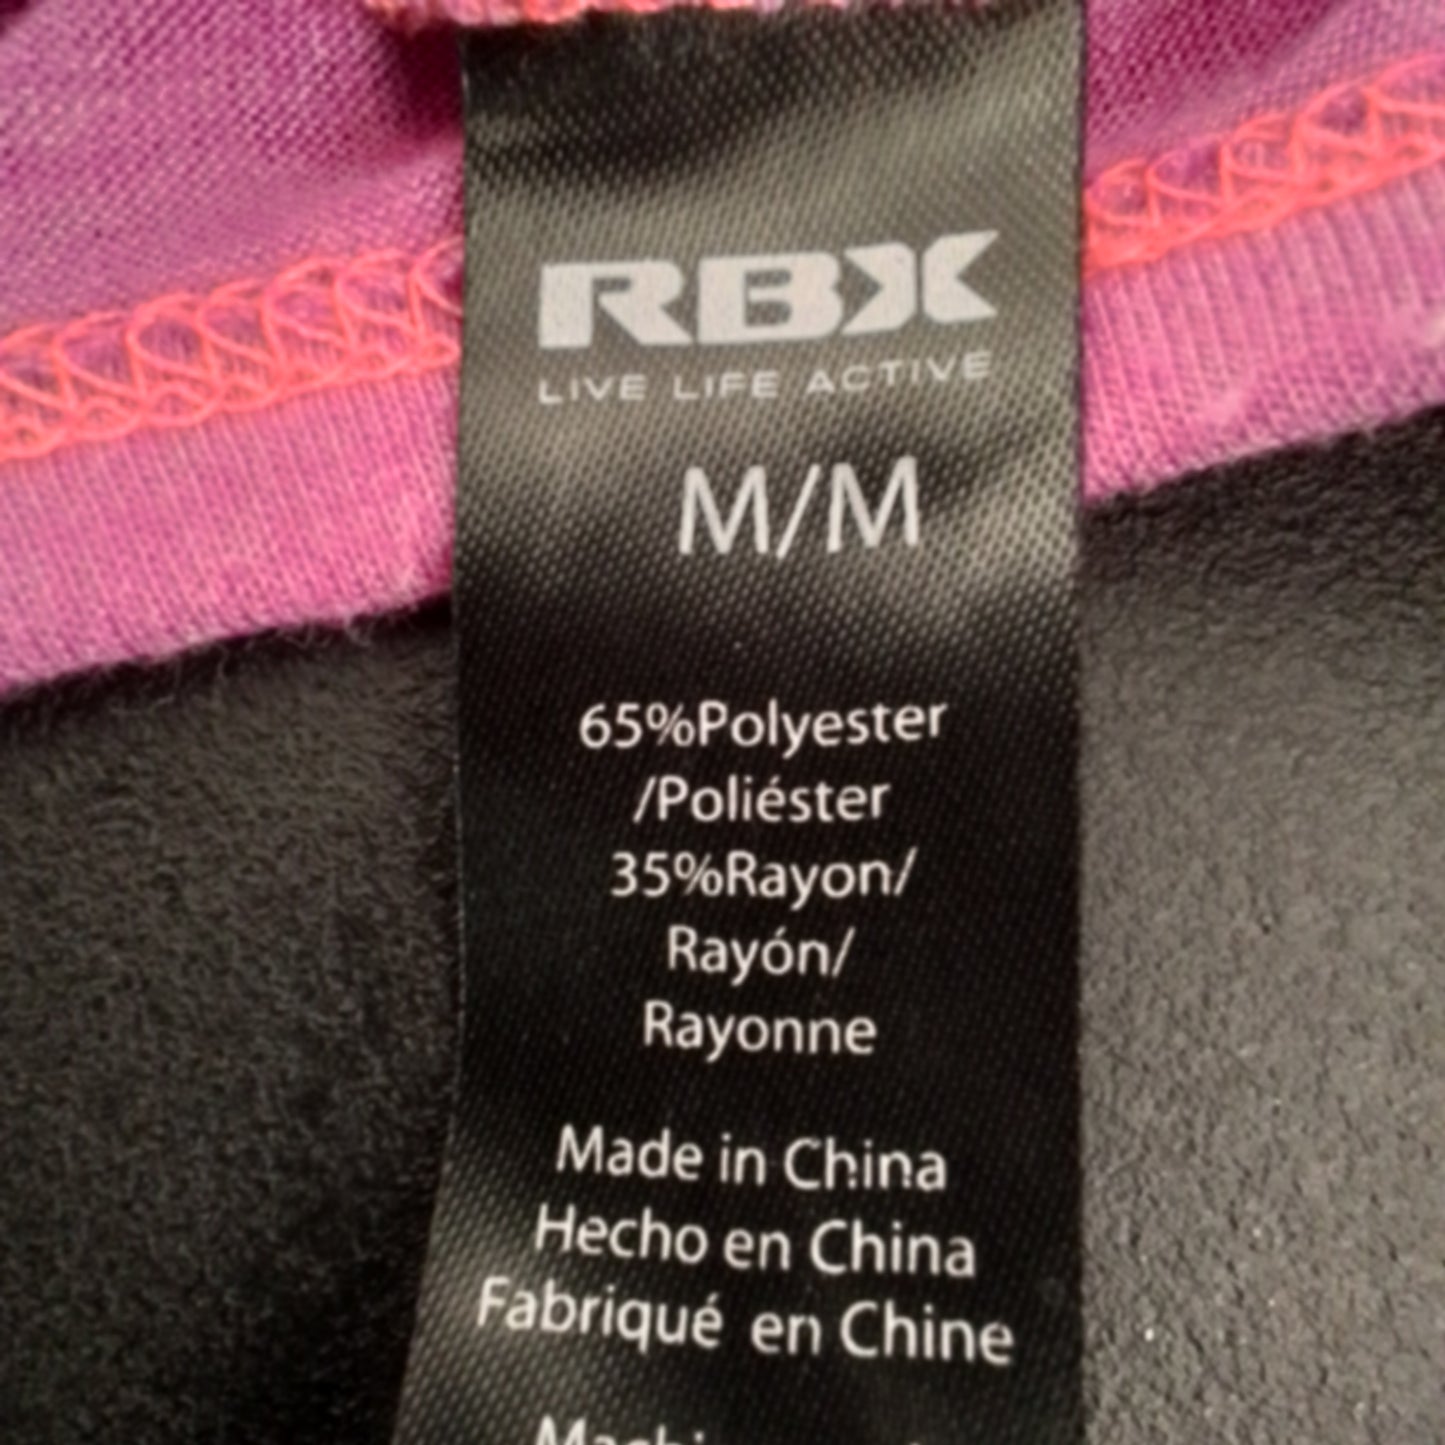 RBX
LIVE LIFE ACTIVE
M/M
65%Polyester
/Poliéster
35%Rayon/
Rayón/
Rayonne
Made in China
Hecho en China
Fabriqué en Chine